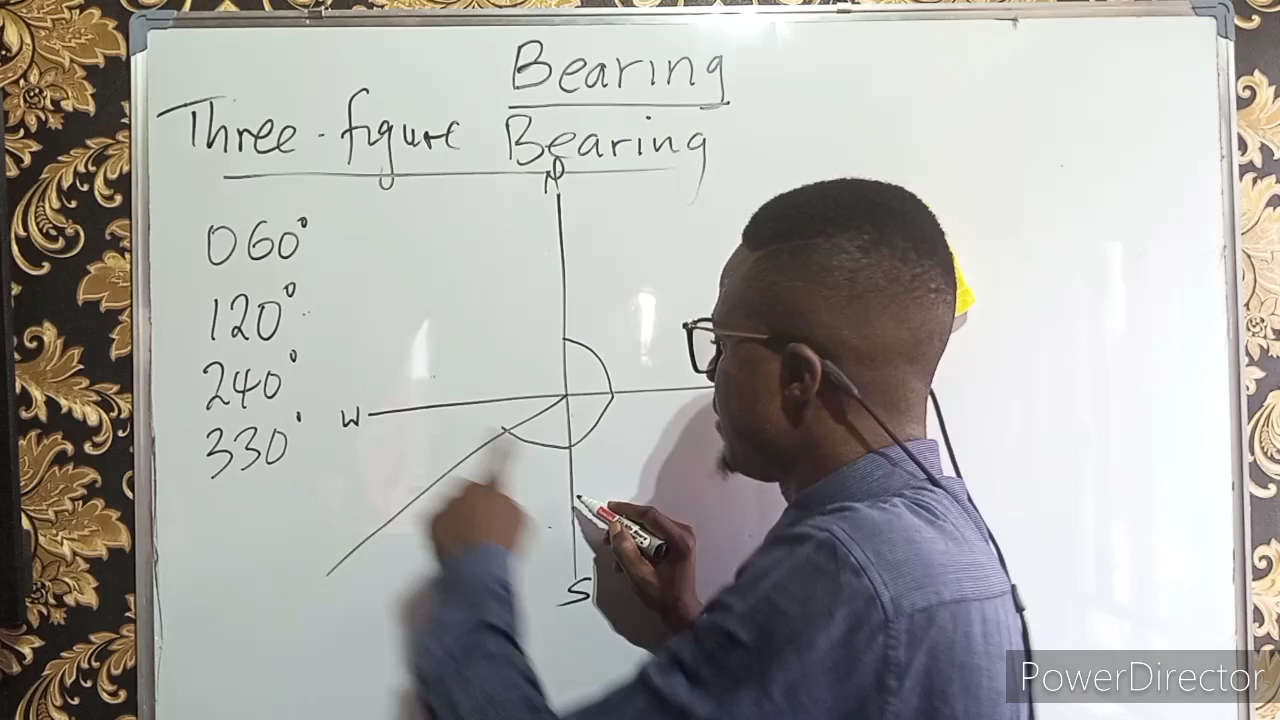 Bearing
Three-figure Bearing
N
060°
120°
240°
330°
W
S
PowerDirector